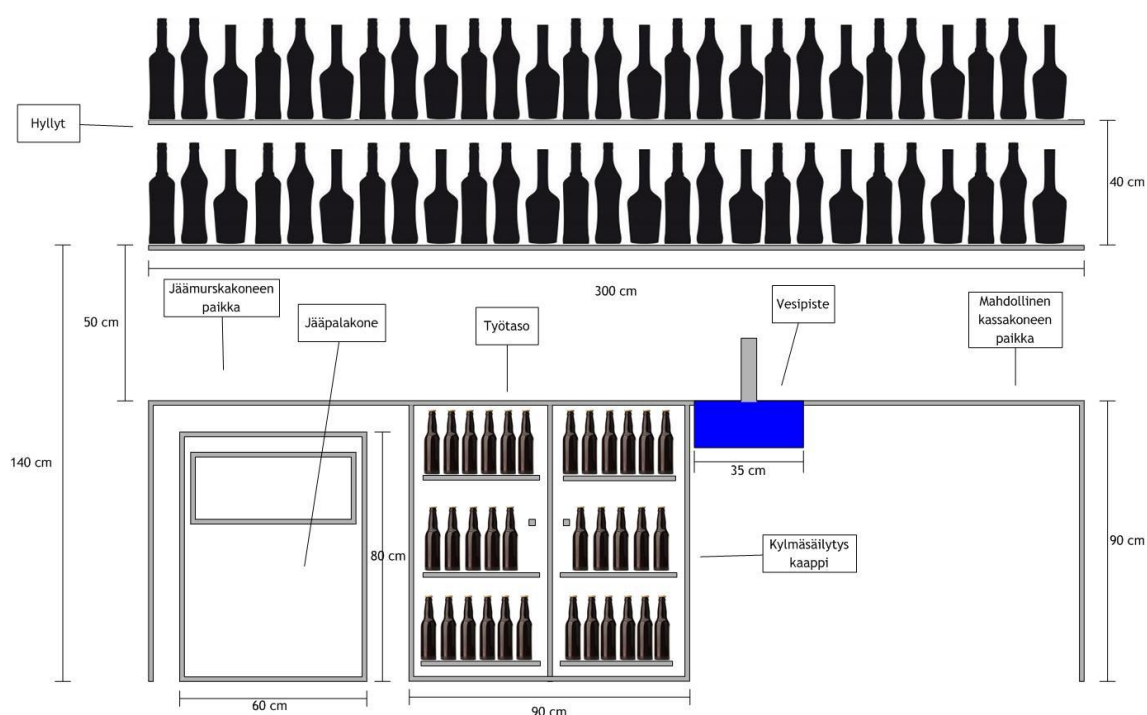 Hyllyt
40 cm
300 cm
50 cm
Jäämurskakoneen
paikka
Jääpalakone
Työtaso
Vesipiste
Mahdollinen
kassakoneen
paikka
140 cm
35 cm
80 cm
Kylmäsäilytys
kaappi
90 cm
60 cm
90 cm